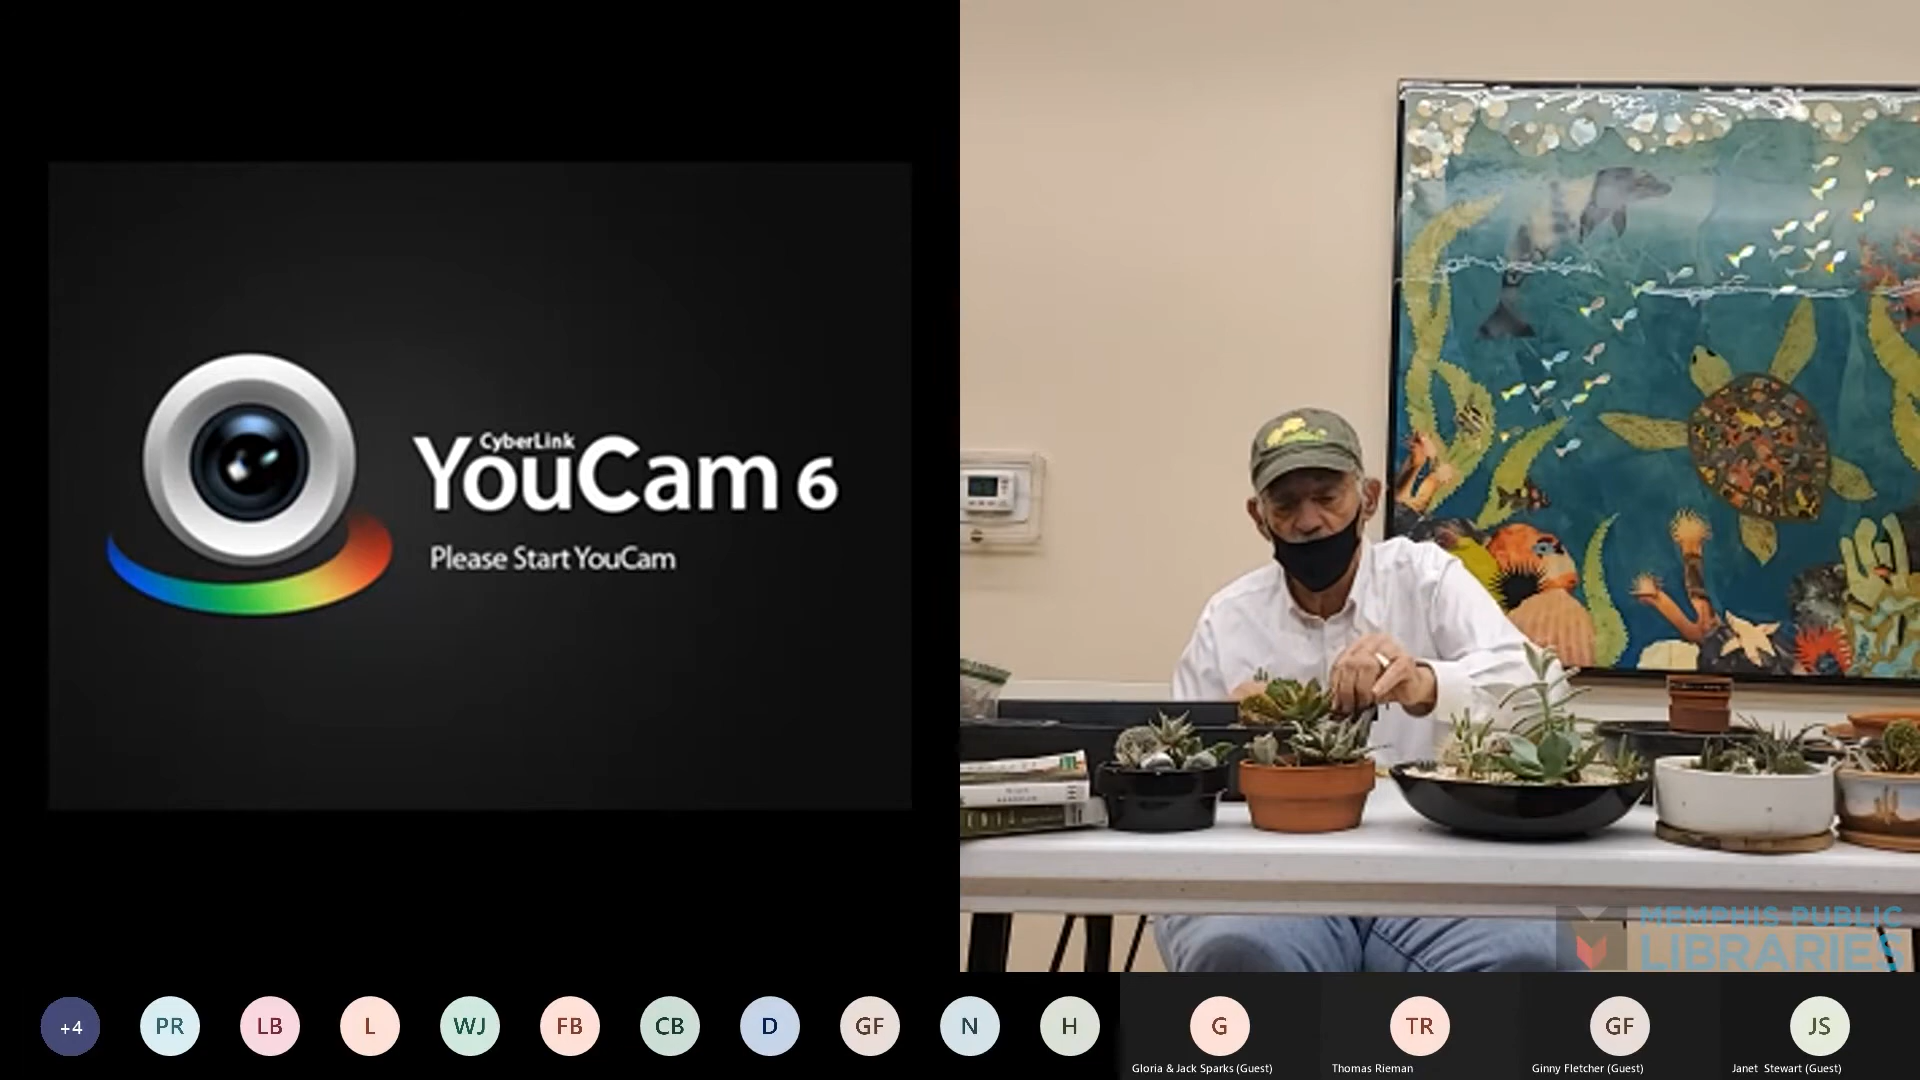 CyberLink
YouCam 6
Please Start YouCam
MEMPHIS PUBLIC
LIBRARIES
+4
PR
LB
L
WJ
FB
CB
D
GF
N
H
G
TR
GF
JS
Gloria & Jack Sparks (Guest)
Thomas Rieman
Ginny Fletcher (Guest)
Janet Stewart (Guest)